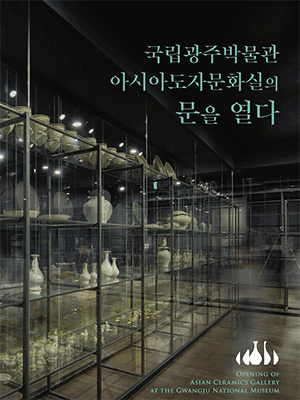 국립광주박물관
아시아도자문화실의
문을 열다
OPENING OF
ASIAN CERAMICS GALLERY
AT THE GWANGJU NATIONAL MUSEUM